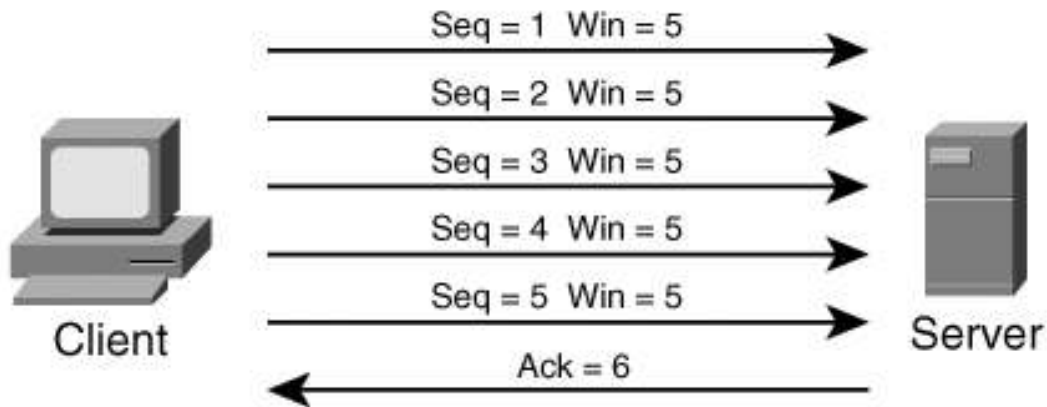 Seq = 1 Win = 5
Seq = 2 Win = 5
Seq = 3 Win = 5
Seq = 4 Win = 5
Seq = 5 Win = 5
Client
Server
Ack = 6